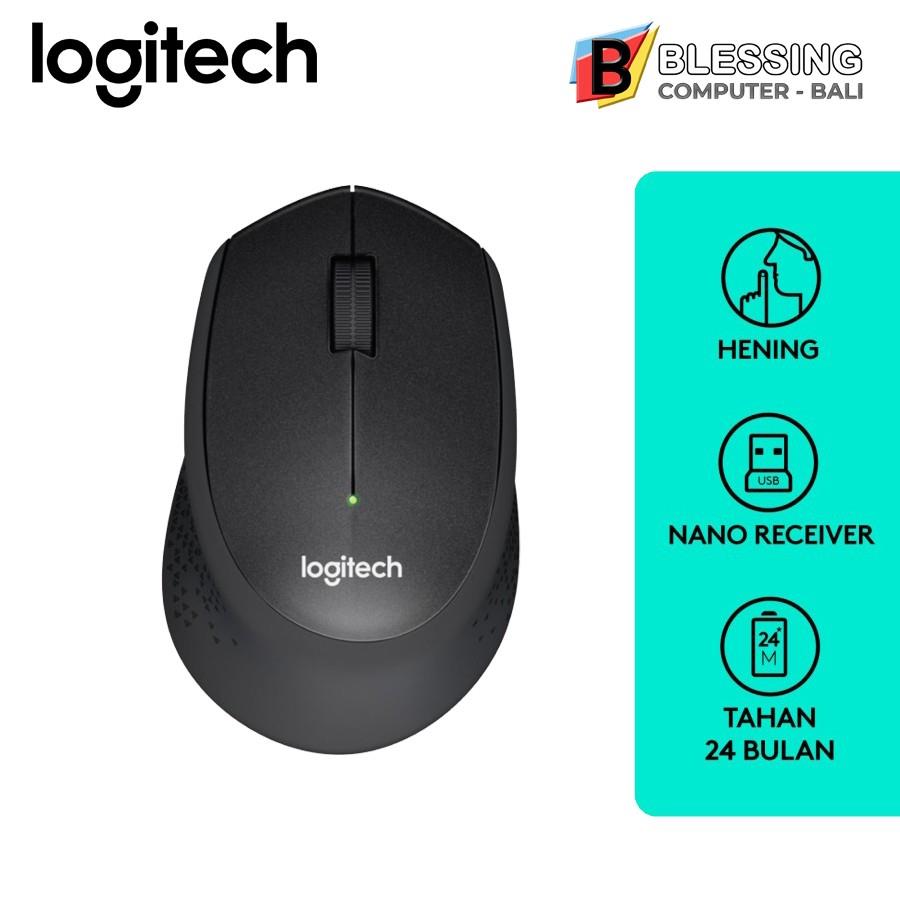 logitech
B BLESSING
COMPUTER - BALI
HENING
USB
NANO RECEIVER
24*
M
TAHAN
24 BULAN
logitech